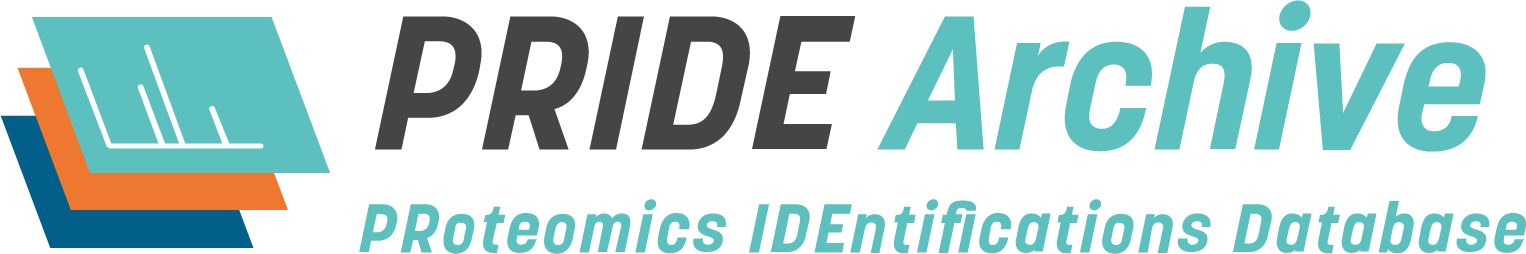 PRIDE Archive
PRoteomics IDEntifications Database